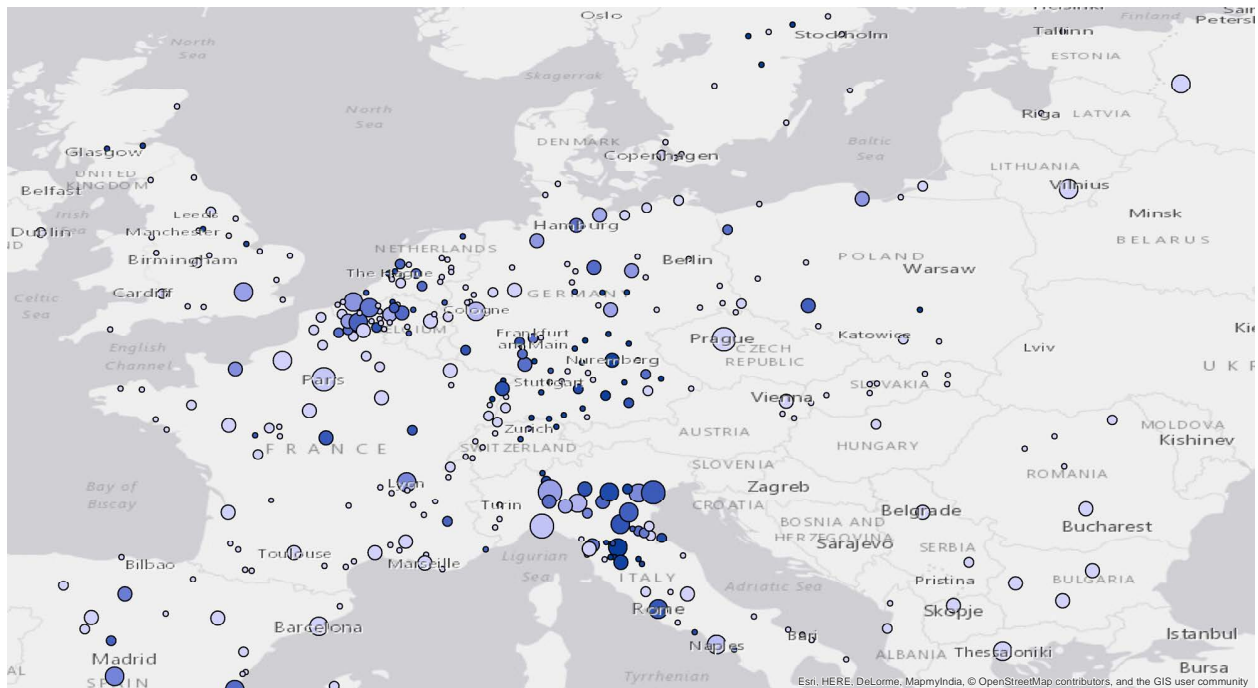 Oslo
Helsinki
Finland
Stockholm
Tallinn
North
Sea
ESTONIA
Skagerrak
North
Sea
Riga
LATVIA
DENMARK
Baltic
Sea
Glasgow
Copenhagen
LITHUANIA
UNITED
KINGDOM
Vilnius
Belfast
Minsk
Irish
Leeds
Hamburg
Dublin
Manchester
BELARUS
NETHERLANDS
POLAND
Birmingham
Berlin
Warsaw
The Hague
Celtic
Sea
Cardiff
GERMANY
Cologne
BELGIUM
Frankfurt
am Main
Katowice
Prague
English
Channel
CZECH
REPUBLIC
Lviv
Nuremberg
Paris
Stuttgart
SLOVAKIA
Vienna
Zurich
AUSTRIA
MOLDOVA
Kishinev
FRANCE
SWITZERLAND
HUNGARY
SLOVENIA
ROMANIA
Lyon
Zagreb
Bay of
Biscay
Turin
CROATIA
Belgrade
BOSNIA AND
HERZEGOVINA
Bucharest
Sarajevo
SERBIA
Toulouse
Ligurian
Sea
Bilbao
Marseille
ITALY
Adriatic Sea
Pristina
BULGARIA
Rome
Skopje
Barcelona
Bari
Istanbul
Naples
ALBANIA
Thessaloniki
Madrid
Bursa
SPAIN
Tyrrhenian
Esri, HERE, DeLorme, MapmyIndia, © OpenStreetMap contributors, and the GIS user community